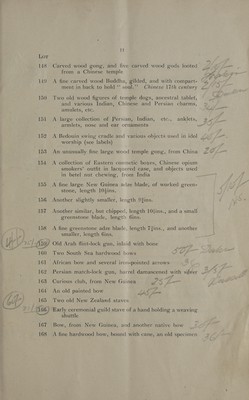 11
Lot
148 Carved wood gong, and five carved wood gods looted
from a Chinese temple
149 A fine carved wood Buddha, gilded, and with compart-
ment in back to hold "soul." Chinese 17th century
150 Two old wood figures of temple dogs, ancestral tablet,
and various Indian, Chinese and Persian charms,
amulets, etc.
151 A large collection of Persian, Indian, etc., anklets,
amulets, nose and ear ornaments
152 A Bedouin swing cradle and various objects used in idol
worship (see labels)
153 An unusually fine large wood temple gong, from China
154 A collection of Eastern cosmetic boxes, Chinese opium
smokers' outfit in lacquered case, and objects used
in betel nut chewing, from India
155 A fine large New Guinea adze blade, of worked green-
stone, length 10½ins.
156 Another slightly smaller, length 9½ins.
157 Another similar, but chipped, length 10½ins., and a small
greenstone blade, length 6ins.
158 A fine greenstone adze blade, length 7½ins., and another
smaller, length 6ins.
159 Old Arab flint-lock gun, inlaid with bone
160 Two South Sea hardwood bows
161 African bow and several iron-pointed arrows
162 Persian match-lock gun, barrel damascened with silver
163 Curious club, from New Guinea
164 An old painted bow
165 Two old New Zealand staves
166 Early ceremonial guild stave of a hand holding a weaving
shuttle
167 Bow, from New Guinea, and another native bow
168 A fine hardwood bow, bound with cane, an old specimen